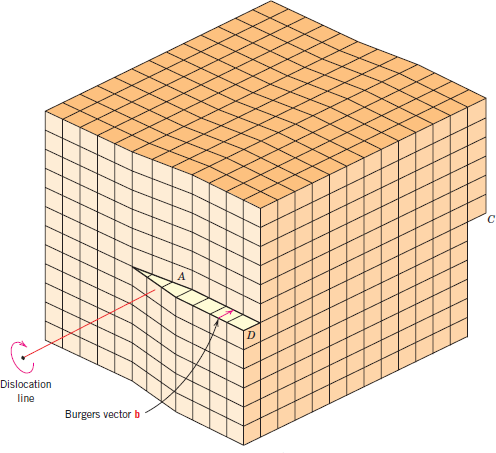 C
A
D
Dislocation
line
Burgers vector b